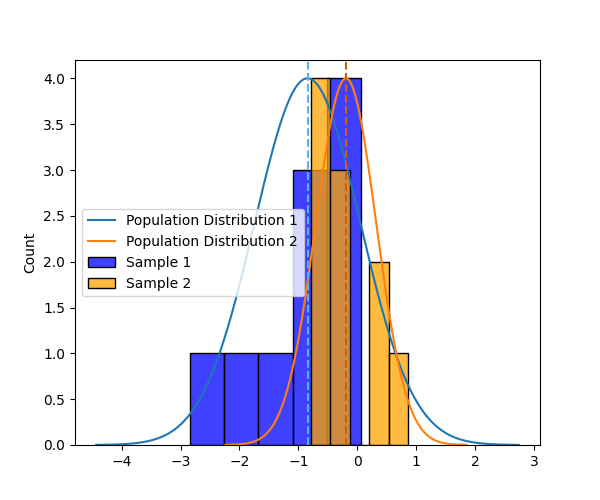 4.0
3.5
3.0
2.5
2.0
1.5
1.0
0.5
0.0
Count
Population Distribution 1
Population Distribution 2
Sample 1
Sample 2
−4 −3 −2 −1 0 1 2 3